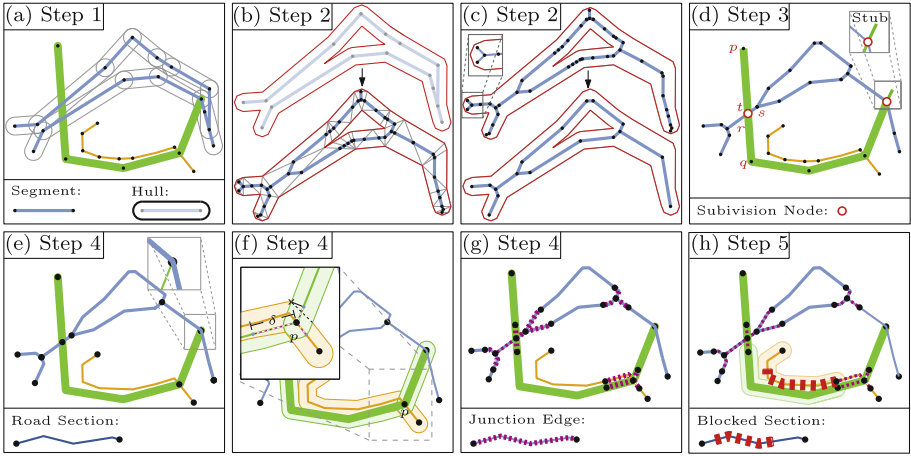 (a) Step 1
Segment:
Hull:
(b) Step 2
(c) Step 2
(d) Step 3
Stub
p
t
s
r
q
Subivision Node:
(e) Step 4
Road Section:
(f) Step 4
δ
p
p
(g) Step 4
Junction Edge:
(h) Step 5
Blocked Section: